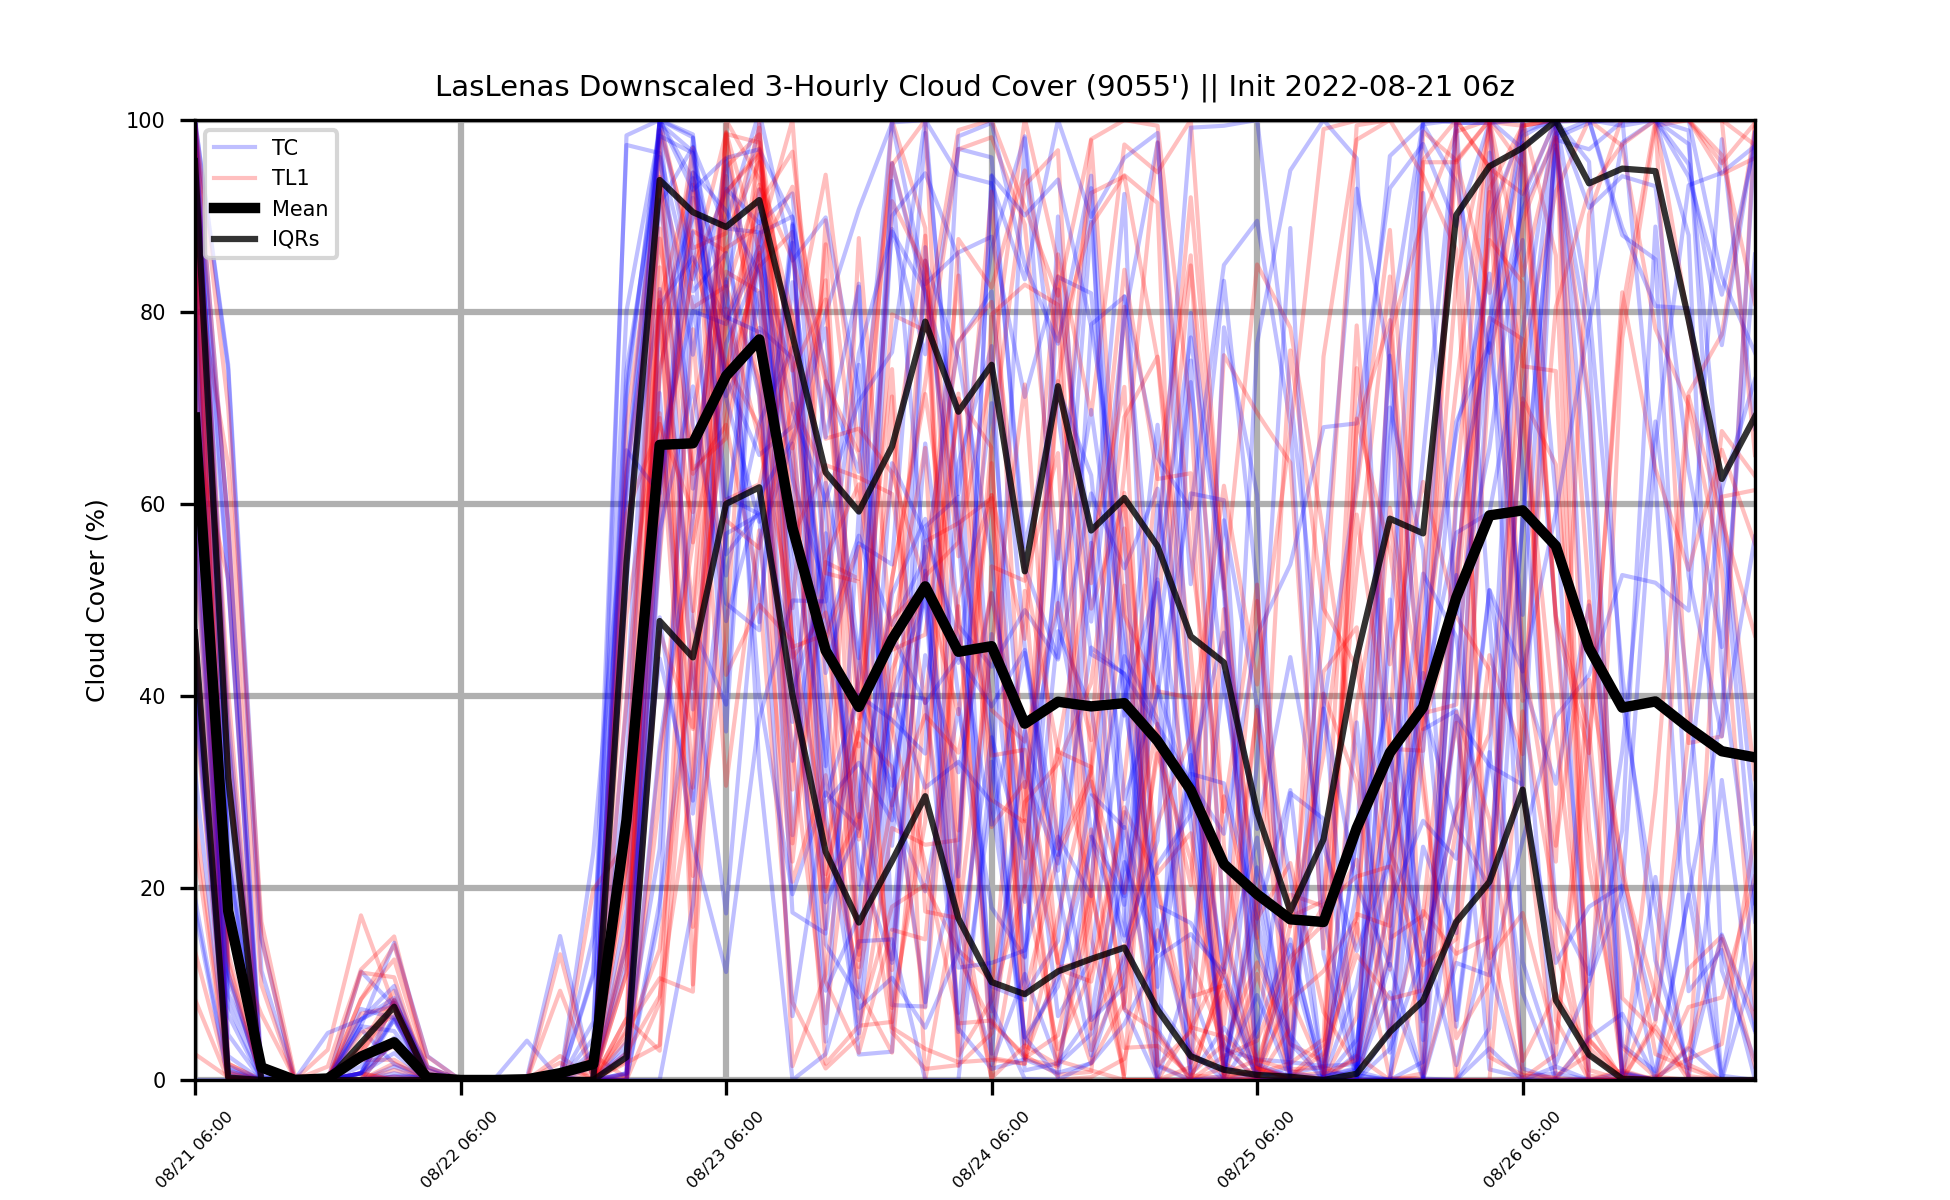 LasLenas Downscaled 3-Hourly Cloud Cover (9055') || Init 2022-08-21 06z
TC
TL1
Mean
IQRs
Cloud Cover (%)
100
80
60
40
20
0
08/21 06:00
08/22 06:00
08/23 06:00
08/24 06:00
08/25 06:00
08/26 06:00